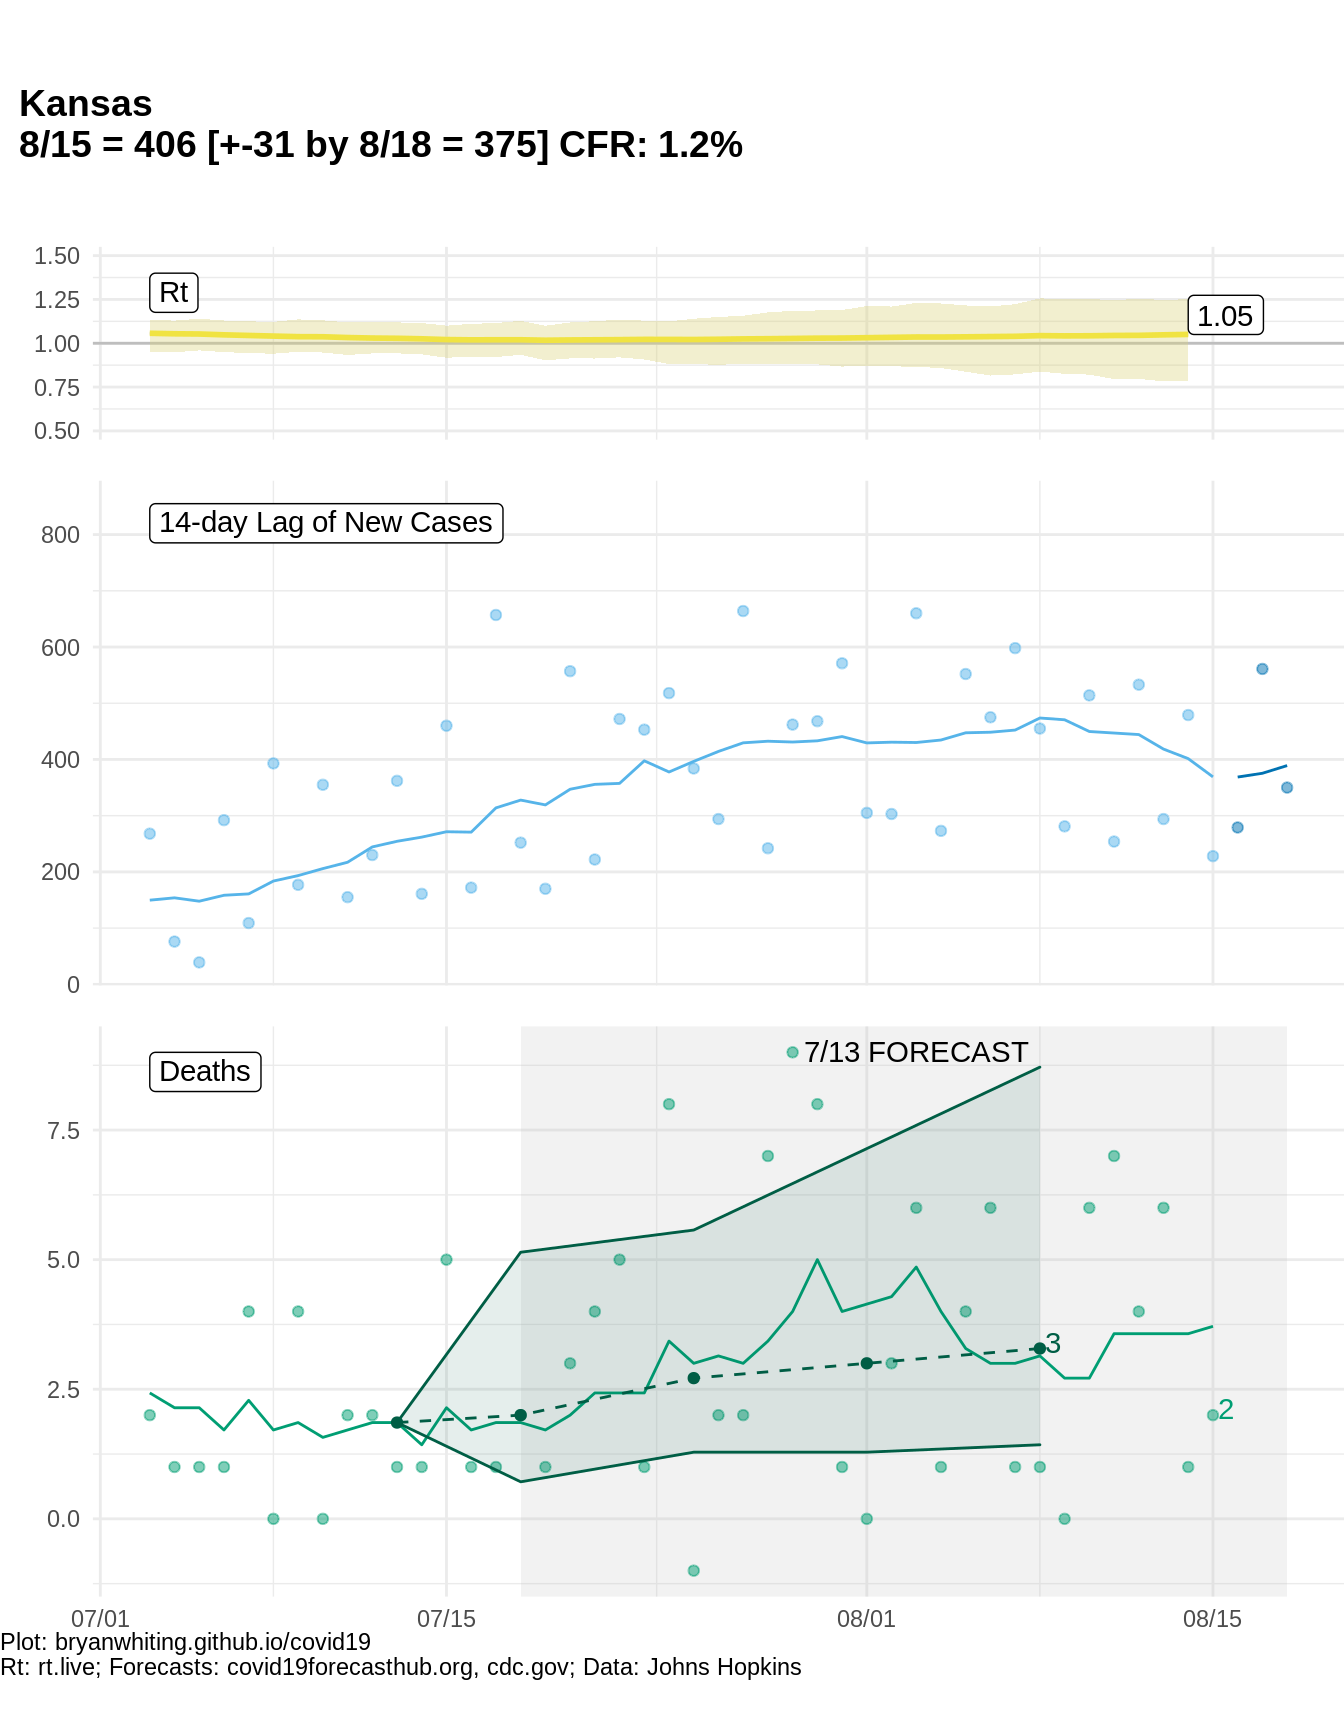 Kansas
8/15 = 406 [+-31 by 8/18 = 375] CFR: 1.2%
1.50
1.25
1.00
0.75
0.50
Rt
1.05
14-day Lag of New Cases
800
600
400
200
0
Deaths
7/13 FORECAST
7.5
5.0
2.5
0.0
3
2
07/01
07/15
08/01
08/15
Plot: bryanwhiting.github.io/covid19
Rt: rt.live; Forecasts: covid19forecasthub.org, cdc.gov; Data: Johns Hopkins